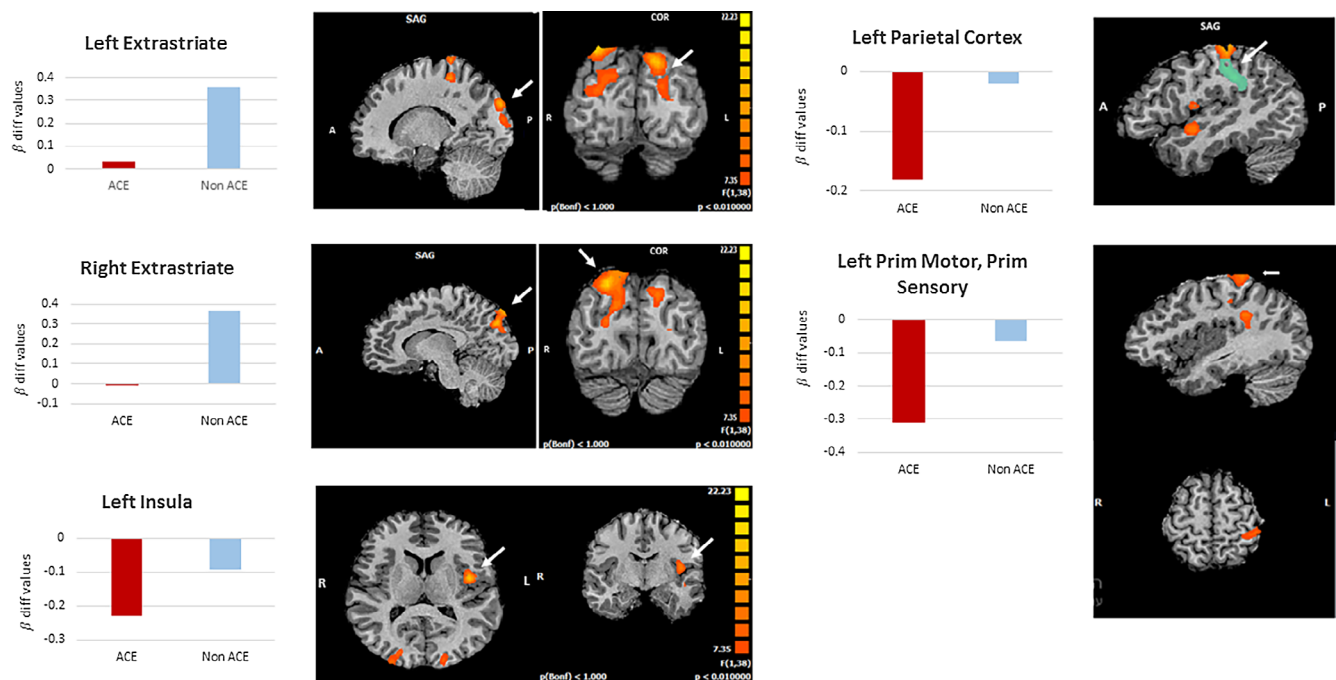 Left Extrastriate
β diff values
0.4
0.3
0.2
0.1
0
ACE
Non ACE
SAG
A
P
COR
R
L
22.23
7.35
F(1,38)
p(Bonf) < 1.000
p < 0.010000
Left Parietal Cortex
β diff values
0
-0.1
-0.2
ACE
Non ACE
SAG
A
P
Right Extrastriate
β diff values
0.4
0.3
0.2
0.1
0
-0.1
ACE
Non ACE
SAG
A
P
COR
R
L
22.23
7.35
F(1,38)
p(Bonf) < 1.000
p < 0.010000
Left Prim Motor, Prim
Sensory
β diff values
0
-0.1
-0.2
-0.3
-0.4
ACE
Non ACE
R
L
Left Insula
β diff values
0
-0.1
-0.2
-0.3
ACE
Non ACE
R
L
R
22.23
7.35
F(1,38)
p(Bonf) < 1.000
p < 0.010000